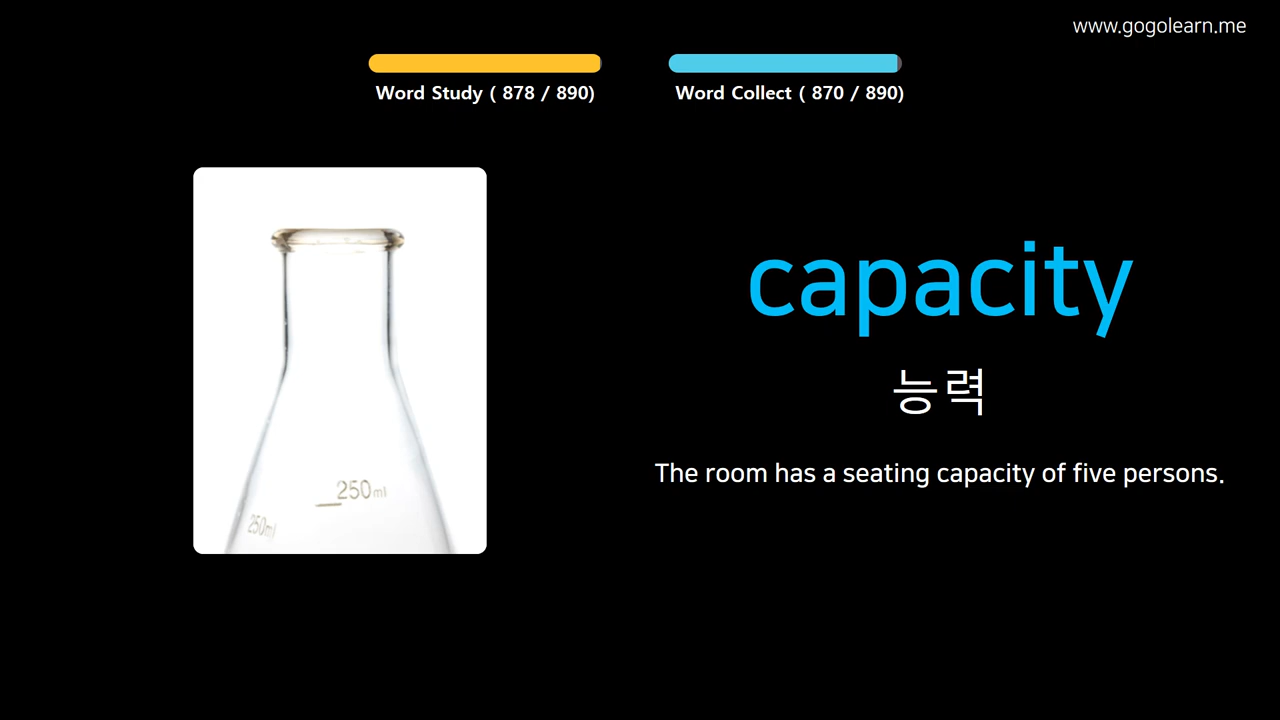 www.gogolearn.me
Word Study ( 878 / 890)
Word Collect ( 870 / 890)
capacity
능력
The room has a seating capacity of five persons.
250ml
250ml